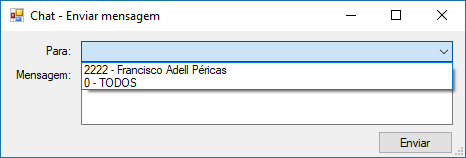 Chat - Enviar mensagem
Para:
2222 - Francisco Adell Péricas
Mensagem:
0 - TODOS
Enviar